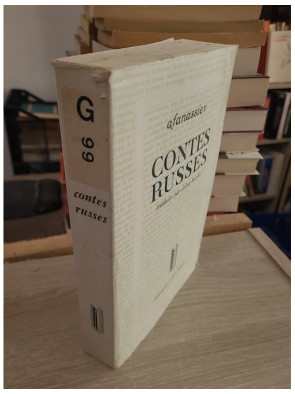 G
99
contes
russes
afanassiev
CONTES
RUSSES